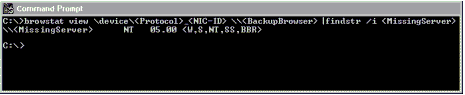 Command Prompt
C:\>browstat view \device\<Protocol>_<NIC-ID> \\<BackupBrowser> |findstr /i <MissingServer>
\\<MissingServer>      NT   05.00 <W,S,NT,SS,BBR>
C:\>